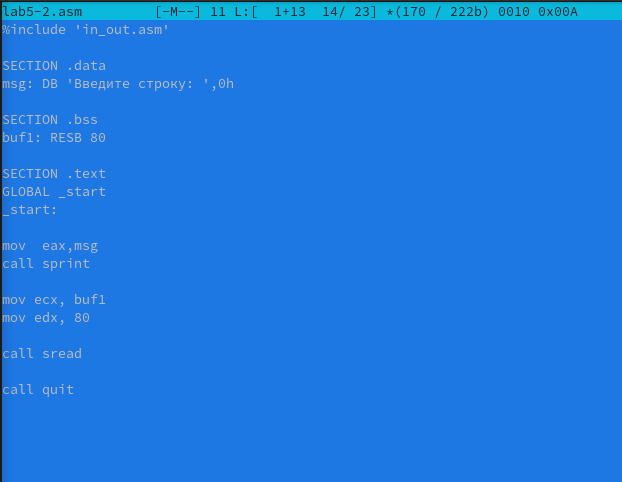 lab5-2.asm [-M--] 11 L:[ 1+13 14/ 23] *(170 / 222b) 0010 0x00A
%include 'in_out.asm'
SECTION .data
msg: DB 'Введите строку: ',0h
SECTION .bss
buf1: RESB 80
SECTION .text
GLOBAL _start
_start:
mov  eax,msg
call sprint
mov ecx, buf1
mov edx, 80
call sread
call quit